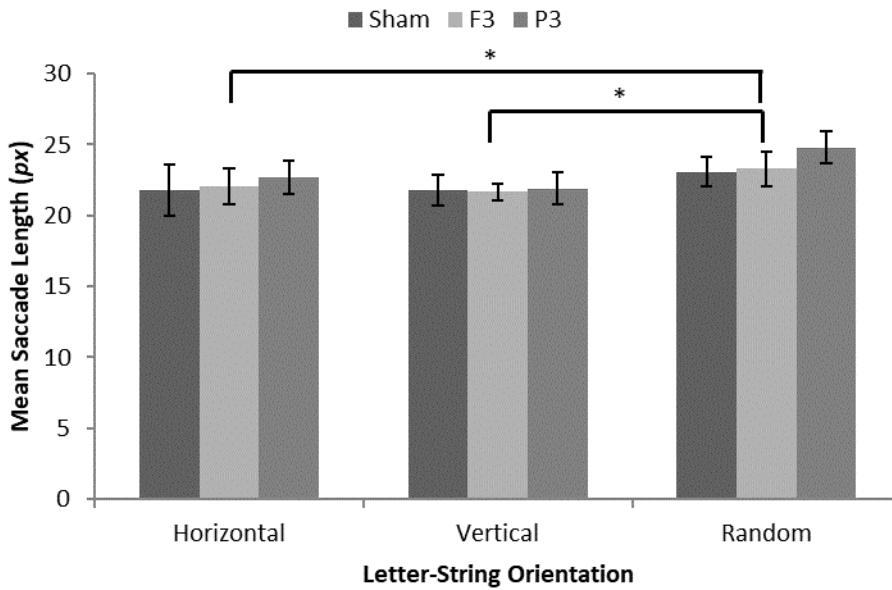 Sham F3 P3
*
*
30
25
20
15
10
5
0
Mean Saccade Length (px)
Horizontal Vertical Random
Letter-String Orientation